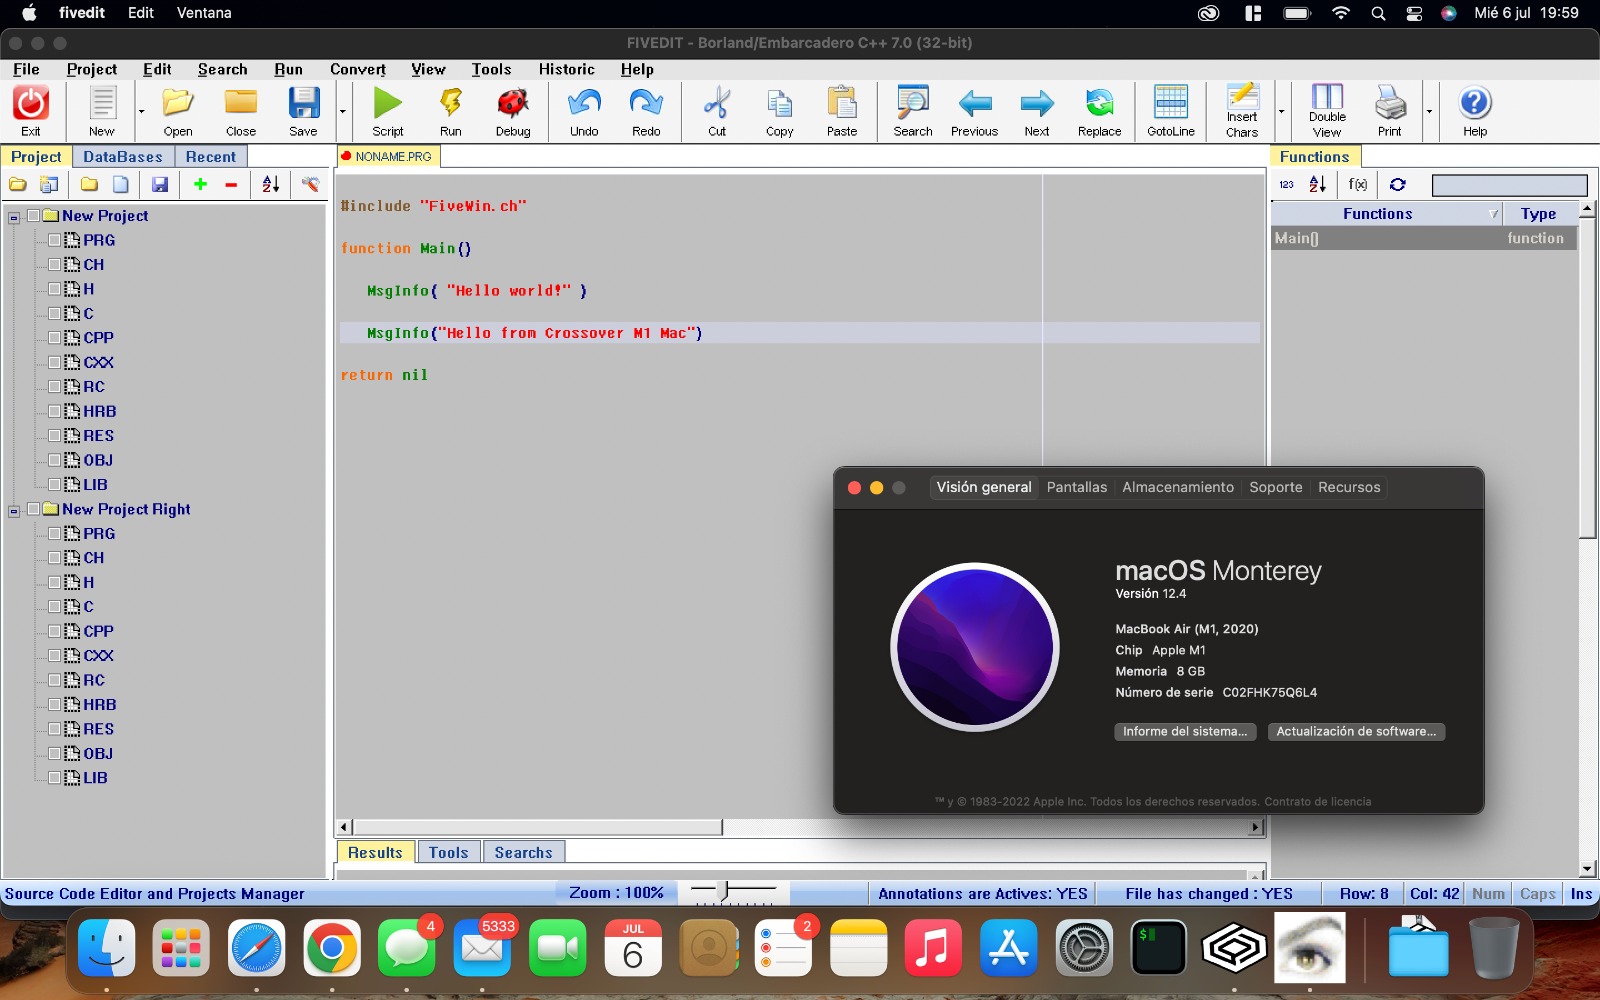 fivedit Edit Ventana Mié 6 jul 19:59
FIVEDIT - Borland/Embarcadero C++ 7.0 (32-bit)
File Project Edit Search Run Convert View Tools Historic Help
Exit New Open Close Save Script Run Debug Undo Redo Cut Copy Paste Search Previous Next Replace GotoLine Insert Chars Double View Print Help
Project DataBases Recent
NONAME.PRG
Functions
123 f(x)
Functions Type
Main() function
New Project
PRG
CH
H
C
CPP
CXX
RC
HRB
RES
OBJ
LIB
New Project Right
PRG
CH
H
C
CPP
CXX
RC
HRB
RES
OBJ
LIB
#include "FiveWin.ch"
function Main()
MsgInfo( "Hello world!" )
MsgInfo("Hello from Crossover M1 Mac")
return nil
Visión general Pantallas Almacenamiento Soporte Recursos
macOS Monterey
Versión 12.4
MacBook Air (M1, 2020)
Chip Apple M1
Memoria 8 GB
Número de serie C02FHK75Q6L4
Informe del sistema... Actualización de software...
™ y © 1983-2022 Apple Inc. Todos los derechos reservados. Contrato de licencia
Results Tools Searchs
Source Code Editor and Projects Manager Zoom : 100% Annotations are Actives: YES File has changed : YES Row: 8 Col: 42 Num Caps Ins
4
5333
JUL
6
2
$